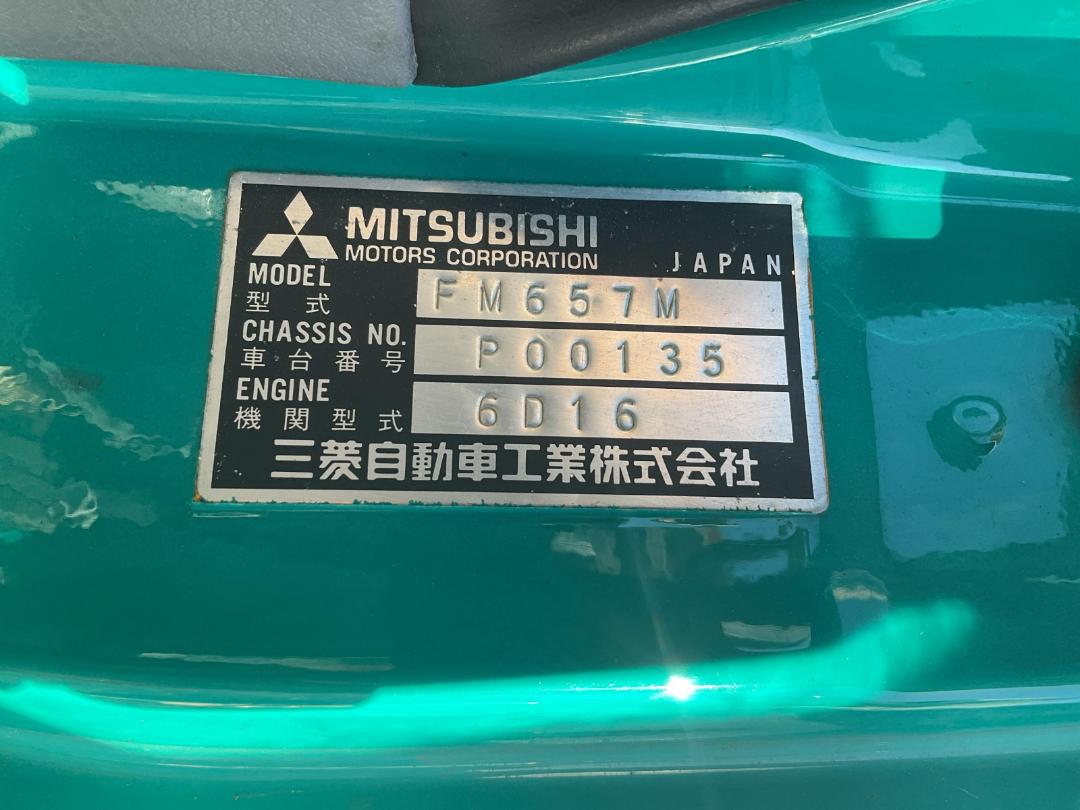 MITSUBISHI
MOTORS CORPORATION JAPAN
MODEL
型式 FM657M
CHASSIS NO.
車台番号 P00135
ENGINE
機関型式 6D16
三菱自動車工業株式会社